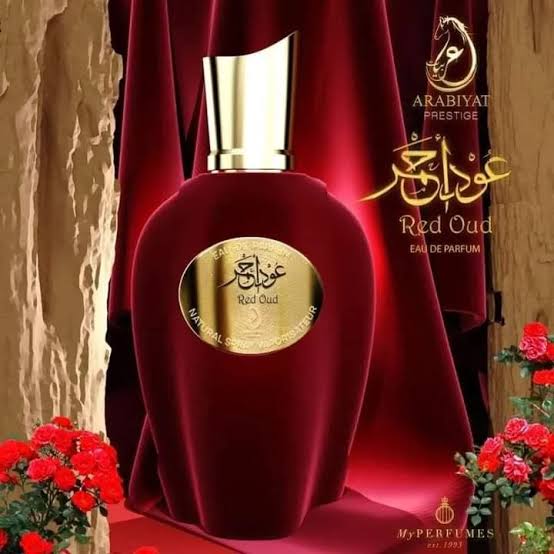 ARABIYAT
PRESTIGE
عود أحمر
Red Oud
EAU DE PARFUM
EAU DE PARFUM
عود أحمر
Red Oud
NATURAL SPRAY VAPORISATEUR
MyPERFUMES
est. 1993